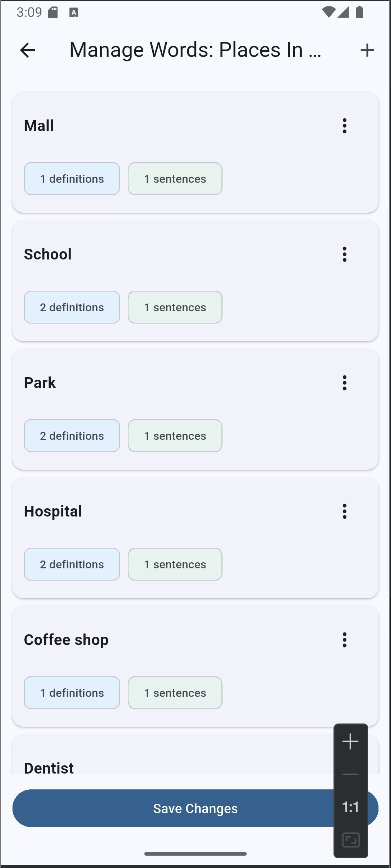 3:09 A
Manage Words: Places In ...
Mall
1 definitions 1 sentences
School
2 definitions 1 sentences
Park
2 definitions 1 sentences
Hospital
2 definitions 1 sentences
Coffee shop
1 definitions 1 sentences
Dentist
Save Changes
1:1